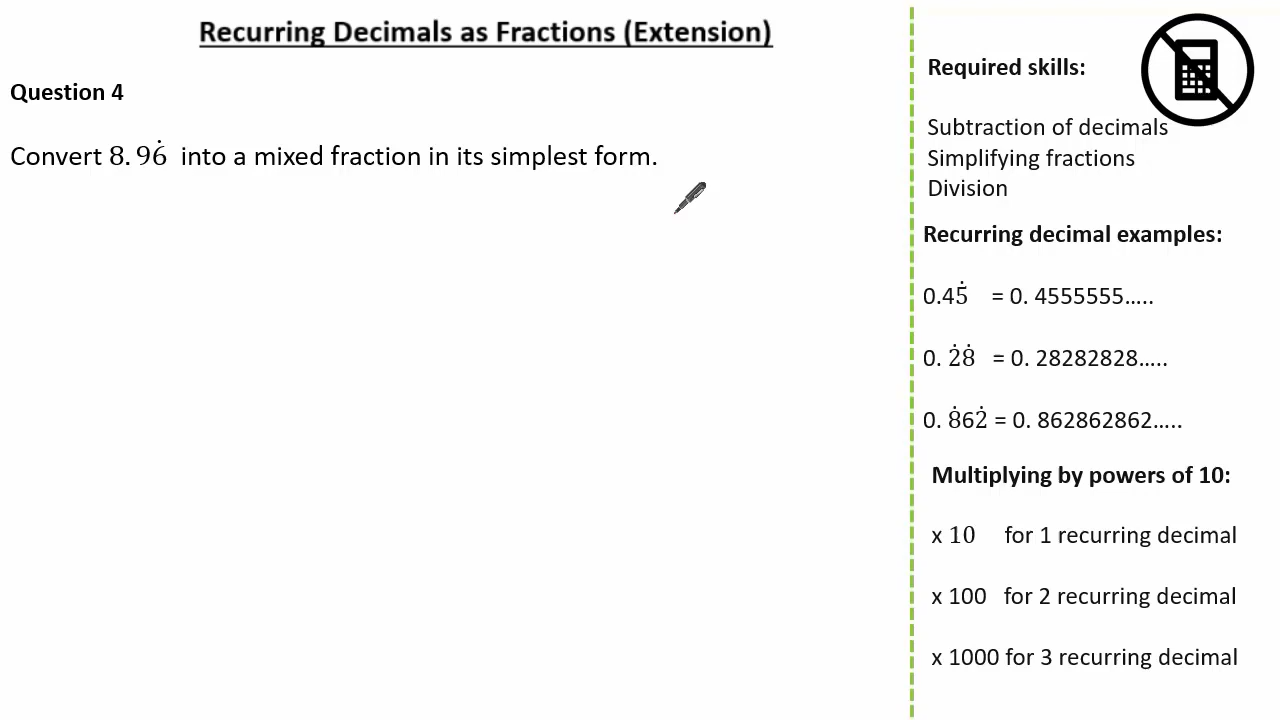 Recurring Decimals as Fractions (Extension)
Question 4
Convert 8. 96̇ into a mixed fraction in its simplest form.
Required skills:
Subtraction of decimals
Simplifying fractions
Division
Recurring decimal examples:
0.45̇ = 0. 4555555.....
0. 2̇8̇ = 0. 28282828.....
0. 8̇62̇ = 0. 862862862.....
Multiplying by powers of 10:
x 10 for 1 recurring decimal
x 100 for 2 recurring decimal
x 1000 for 3 recurring decimal